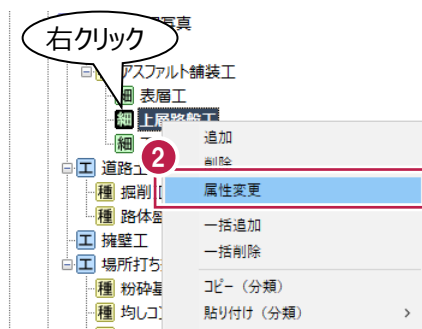 写真
右クリック
種 アスファルト舗装工
細 表層工
細 上層路盤工
細
追加
2
削除
工 道路
属性変更
種 掘削
種 路体盛
一括追加
工 擁壁工
一括削除
工 場所打ち
種 粉砕基
コピー（分類）
種 均しコ
貼り付け（分類） >